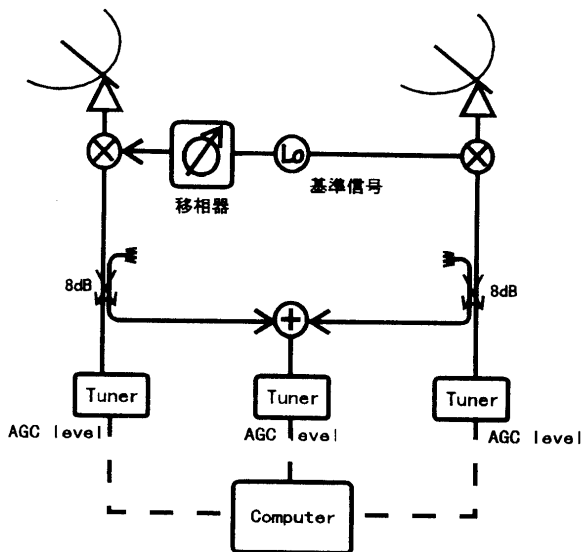 Lo
基準信号
移相器
8dB
8dB
Tuner
Tuner
Tuner
AGC level
AGC level
AGC level
Computer